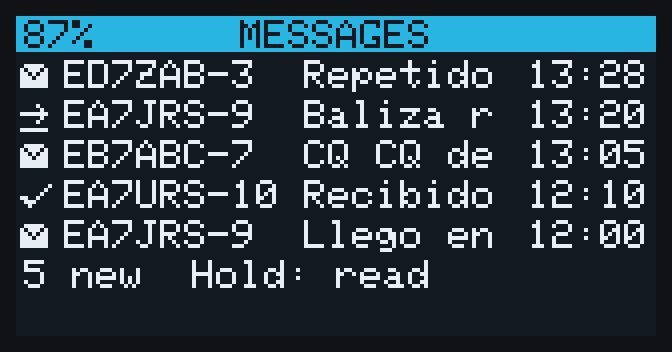 87% MESSAGES
ED7ZAB-3 Repetido 13:28
EA7JRS-9 Baliza r 13:20
EB7ABC-7 CQ CQ de 13:05
EA7URS-10 Recibido 12:10
EA7JRS-9 Llego en 12:00
5 new Hold: read